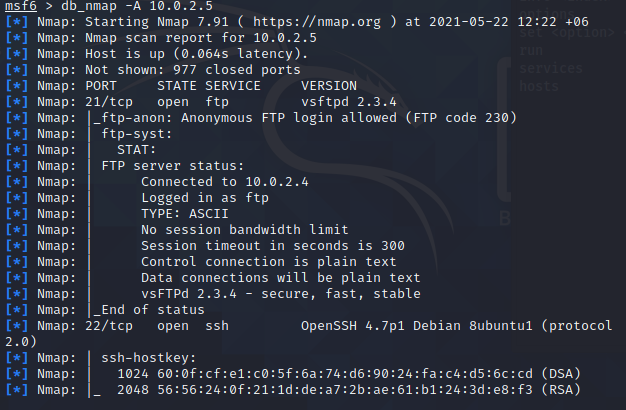 msf6 > db_nmap -A 10.0.2.5
[*] Nmap: Starting Nmap 7.91 ( https://nmap.org ) at 2021-05-22 12:22 +06
[*] Nmap: Nmap scan report for 10.0.2.5
[*] Nmap: Host is up (0.064s latency).
[*] Nmap: Not shown: 977 closed ports
[*] Nmap: PORT     STATE SERVICE     VERSION
[*] Nmap: 21/tcp   open  ftp         vsftpd 2.3.4
[*] Nmap: |_ftp-anon: Anonymous FTP login allowed (FTP code 230)
[*] Nmap: | ftp-syst:
[*] Nmap: |   STAT:
[*] Nmap: | FTP server status:
[*] Nmap: |      Connected to 10.0.2.4
[*] Nmap: |      Logged in as ftp
[*] Nmap: |      TYPE: ASCII
[*] Nmap: |      No session bandwidth limit
[*] Nmap: |      Session timeout in seconds is 300
[*] Nmap: |      Control connection is plain text
[*] Nmap: |      Data connections will be plain text
[*] Nmap: |      vsFTPd 2.3.4 - secure, fast, stable
[*] Nmap: |_End of status
[*] Nmap: 22/tcp   open  ssh         OpenSSH 4.7p1 Debian 8ubuntu1 (protocol
2.0)
[*] Nmap: | ssh-hostkey:
[*] Nmap: |   1024 60:0f:cf:e1:c0:5f:6a:74:d6:90:24:fa:c4:d5:6c:cd (DSA)
[*] Nmap: |_  2048 56:56:24:0f:21:1d:de:a7:2b:ae:61:b1:24:3d:e8:f3 (RSA)
options
set <option> <
run
services
hosts